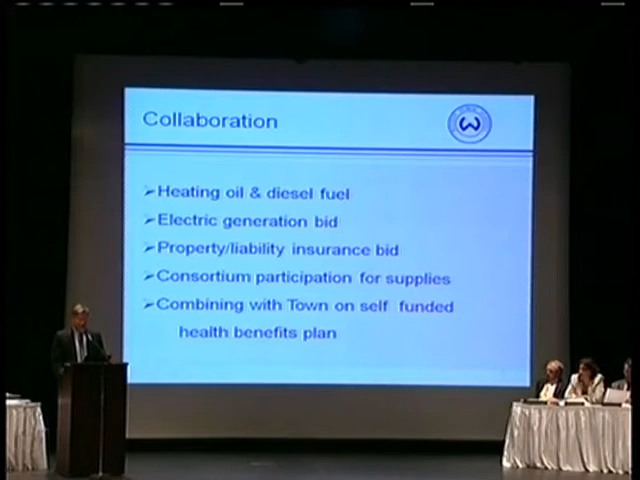 Collaboration
➢Heating oil & diesel fuel
➢Electric generation bid
➢Property/liability insurance bid
➢Consortium participation for supplies
➢Combining with Town on self funded
health benefits plan